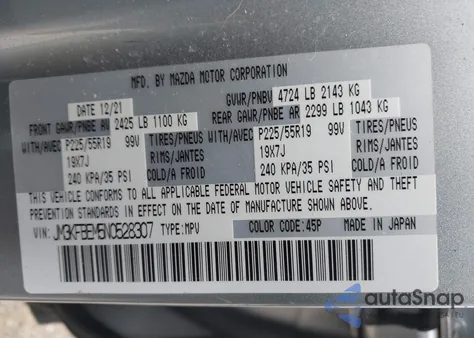 MFD. BY MAZDA MOTOR CORPORATION
DATE 12/21 GVWR/PNBV 4724 LB 2143 KG
FRONT GAWR/PNBE AV 2425 LB 1100 KG REAR GAWR/PNBE AR 2299 LB 1043 KG
WITH/AVEC P225/55R19 99V TIRES/PNEUS WITH/AVEC P225/55R19 99V TIRES/PNEUS
19X7J RIMS/JANTES 19X7J RIMS/JANTES
240 KPA/35 PSI COLD/A FROID 240 KPA/35 PSI COLD/A FROID
THIS VEHICLE CONFORMS TO ALL APPLICABLE FEDERAL MOTOR VEHICLE SAFETY AND THEFT
PREVENTION STANDARDS IN EFFECT ON THE DATE OF MANUFACTURE SHOWN ABOVE.
VIN: JM3KFBEM5N0528307 TYPE:MPV COLOR CODE:45P MADE IN JAPAN
autoSnap